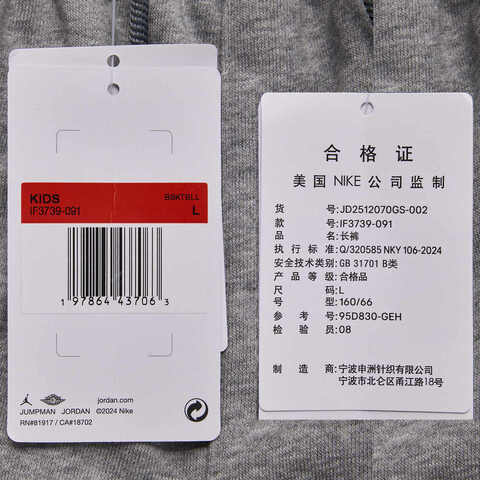 KIDS
BSKTBLL
IF3739-091
L
1 97864 43706 3
JUMPMAN JORDAN
jordan.com
©2024 Nike
RN#81917 / CA#18702
合格证
美国 NIKE 公司监制
货号:JD2512070GS-002
款号:IF3739-091
品名:长裤
执行标准:Q/320585 NKY 106-2024
安全技术类别:GB 31701 B类
产品等级:合格品
尺码:L
号型:160/66
参考号:95D830-GEH
检验员:08
制造商:宁波申洲针织有限公司
宁波市北仑区甬江路18号